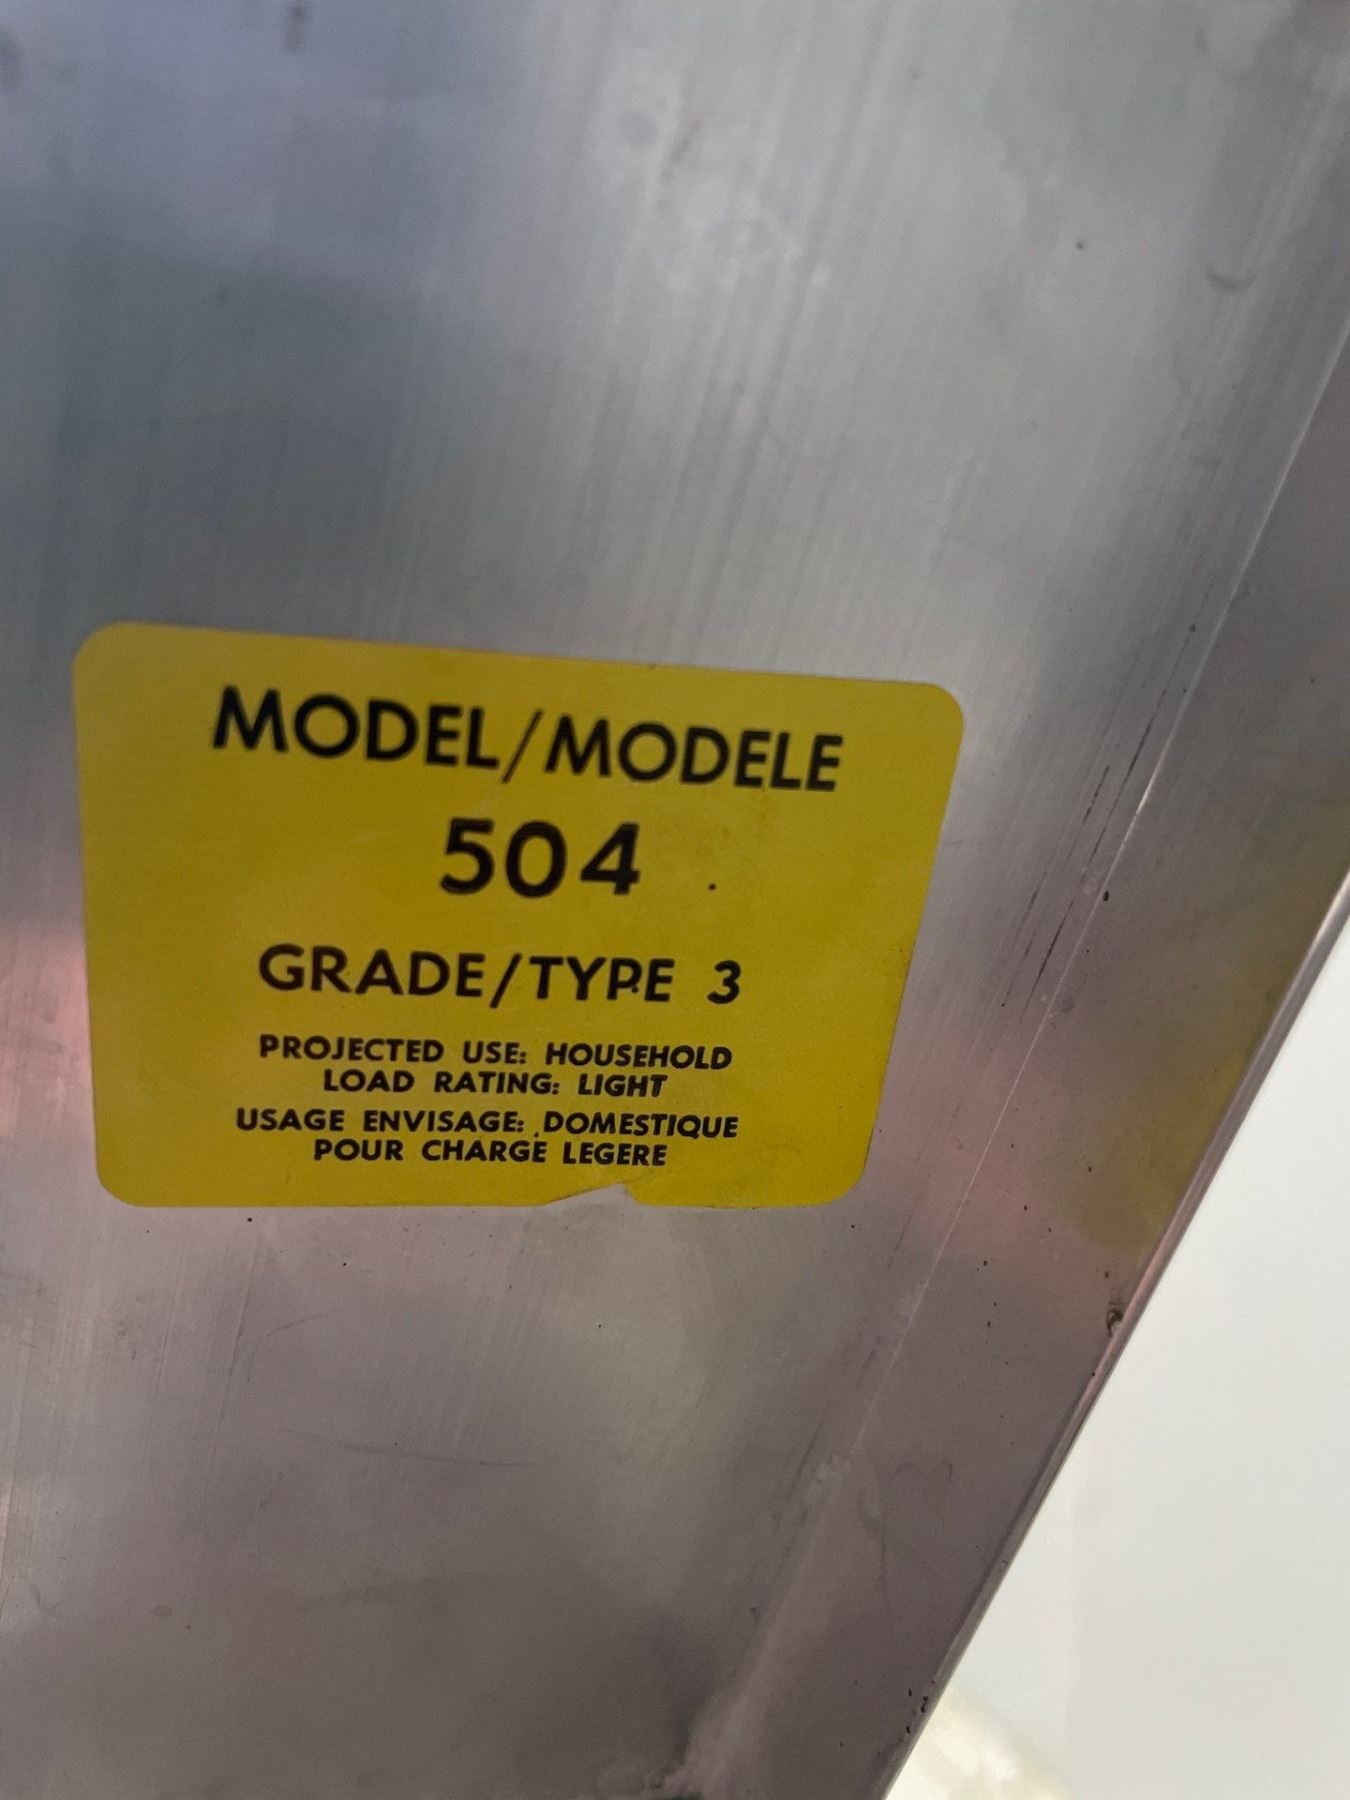 MODEL/MODELE
504
GRADE/TYPE 3
PROJECTED USE: HOUSEHOLD
LOAD RATING: LIGHT
USAGE ENVISAGE: DOMESTIQUE
POUR CHARGE LEGERE